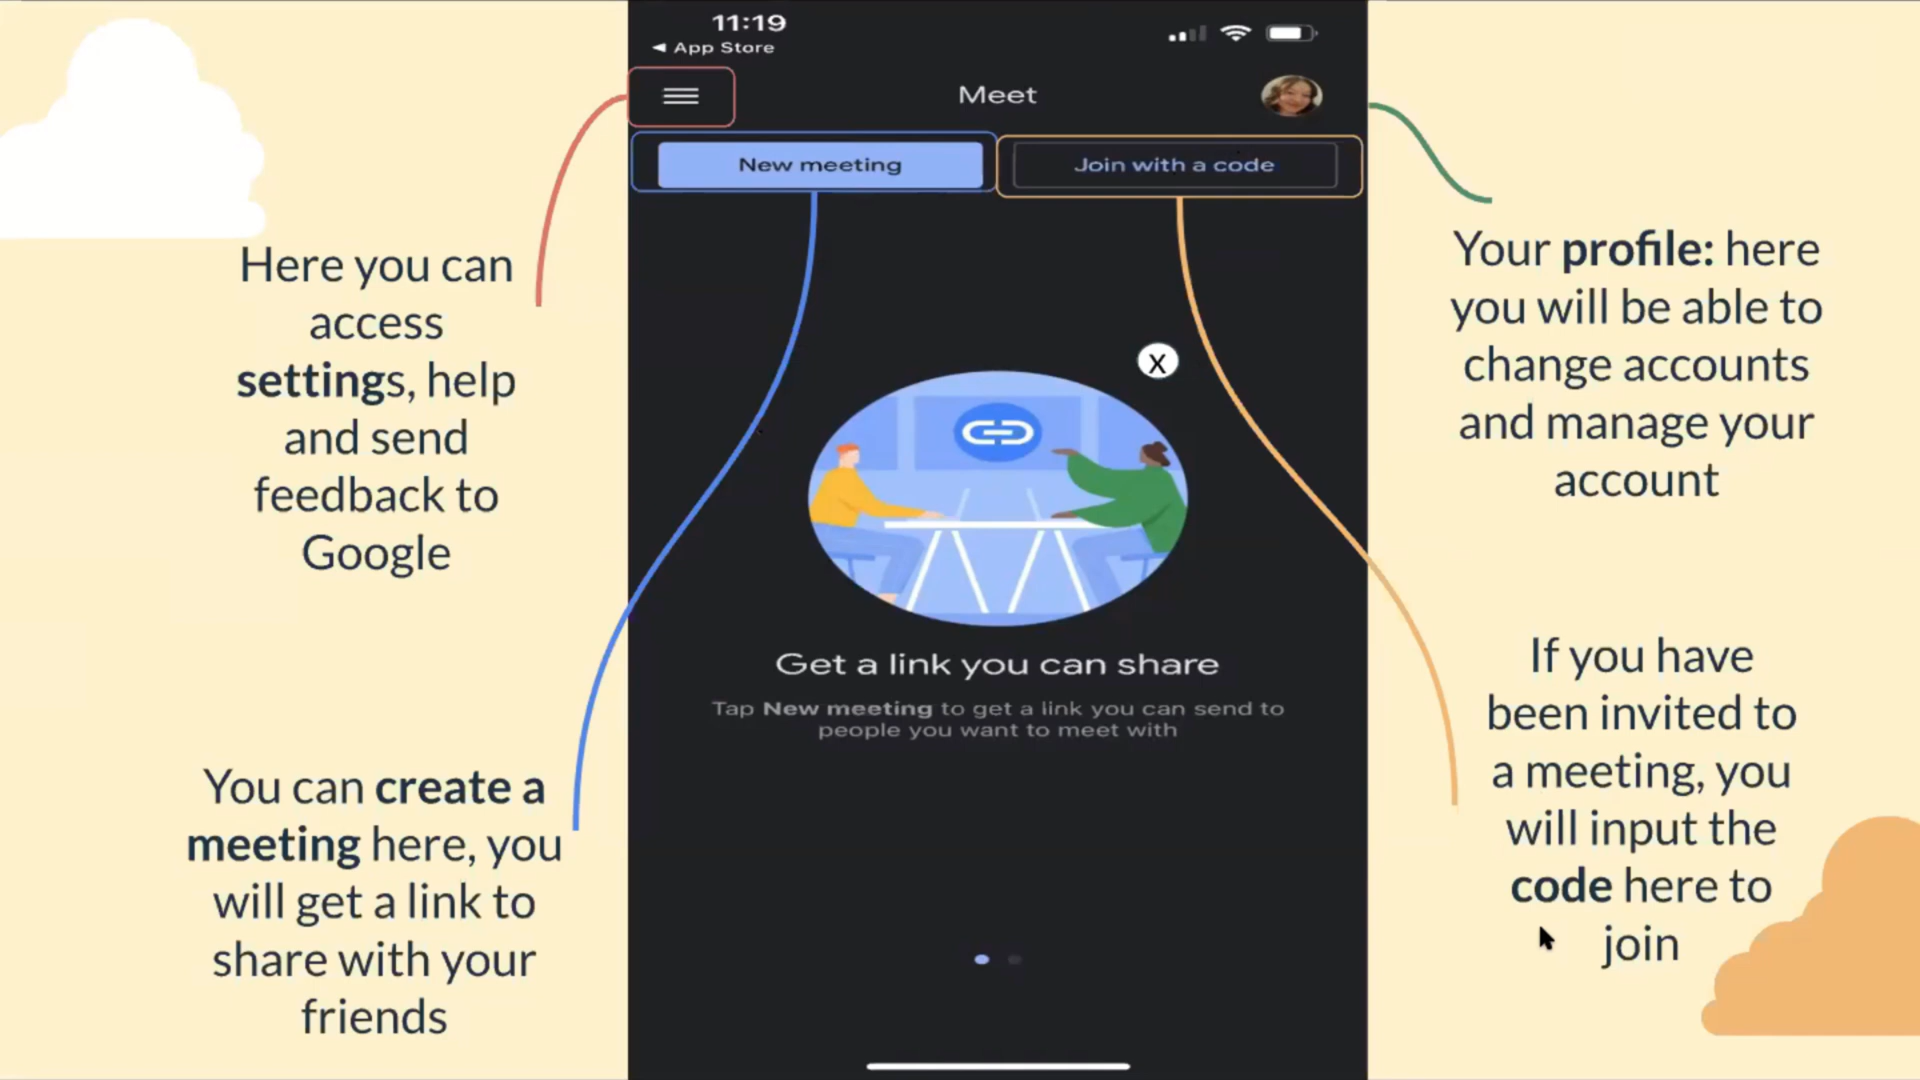 11:19
◄ App Store
Meet
New meeting
Join with a code
Here you can
access
settings, help
and send
feedback to
Google
Your profile: here
you will be able to
change accounts
and manage your
account
X
Get a link you can share
Tap New meeting to get a link you can send to
people you want to meet with
You can create a
meeting here, you
will get a link to
share with your
friends
If you have
been invited to
a meeting, you
will input the
code here to
join